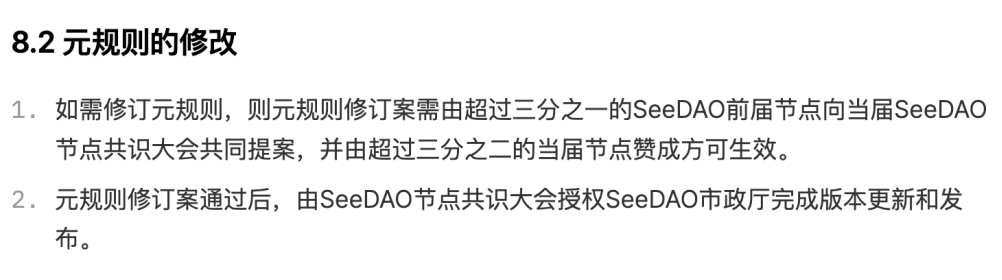 8.2 元规则的修改
1. 如需修订元规则，则元规则修订案需由超过三分之一的SeeDAO前届节点向当届SeeDAO
节点共识大会共同提案，并由超过三分之二的当届节点赞成方可生效。
2. 元规则修订案通过后，由SeeDAO节点共识大会授权SeeDAO市政厅完成版本更新和发
布。